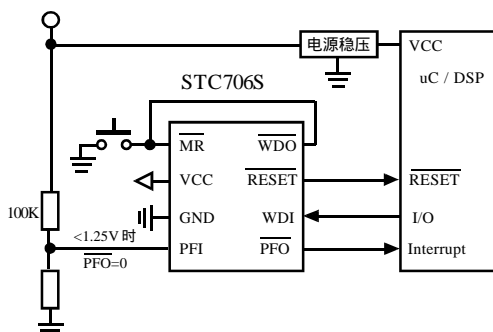 电源稳压
VCC
uC / DSP
STC706S
MR
WDO
VCC
RESET
RESET
100K
GND
WDI
I/O
<1.25V 时
PFI
PFO
Interrupt
PFO=0